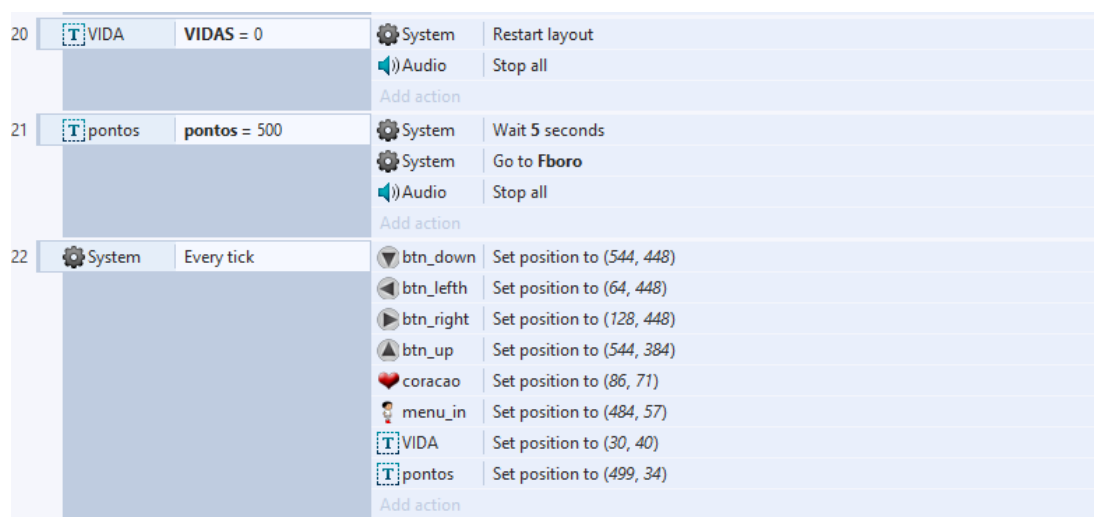 20 T VIDA VIDAS = 0 System Restart layout
Audio Stop all
Add action
21 T pontos pontos = 500 System Wait 5 seconds
System Go to Fboro
Audio Stop all
Add action
22 System Every tick btn_down Set position to (544, 448)
btn_lefth Set position to (64, 448)
btn_right Set position to (128, 448)
btn_up Set position to (544, 384)
coracao Set position to (86, 71)
menu_in Set position to (484, 57)
T VIDA Set position to (30, 40)
T pontos Set position to (499, 34)
Add action